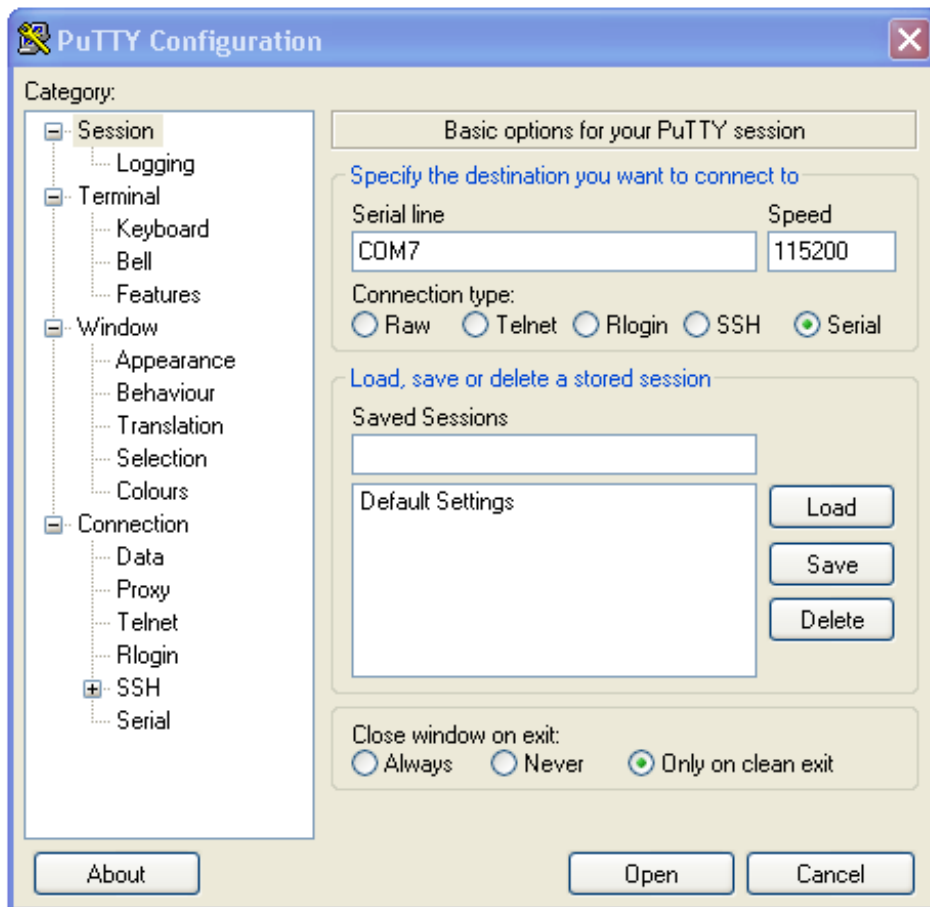 PuTTY Configuration
Category:
Session
Logging
Terminal
Keyboard
Bell
Features
Window
Appearance
Behaviour
Translation
Selection
Colours
Connection
Data
Proxy
Telnet
Rlogin
SSH
Serial
Basic options for your PuTTY session
Specify the destination you want to connect to
Serial line Speed
COM7 115200
Connection type:
Raw Telnet Rlogin SSH Serial
Load, save or delete a stored session
Saved Sessions
Default Settings
Load
Save
Delete
Close window on exit:
Always Never Only on clean exit
About Open Cancel